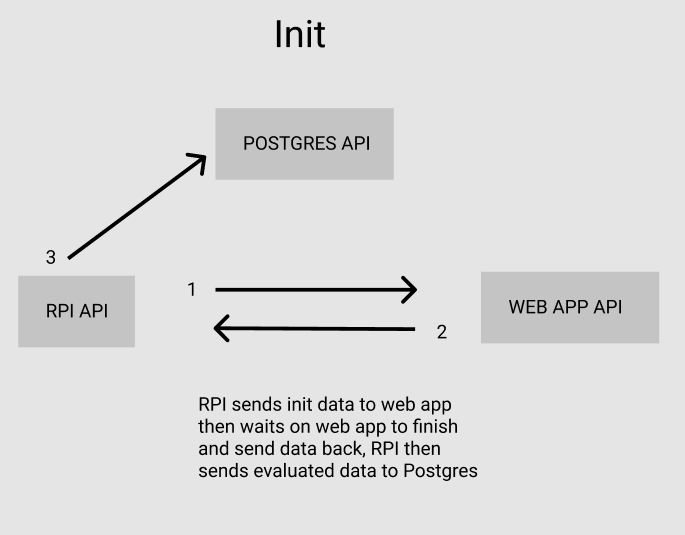 Init
POSTGRES API
3
RPI API
1
WEB APP API
2
RPI sends init data to web app
then waits on web app to finish
and send data back, RPI then
sends evaluated data to Postgres